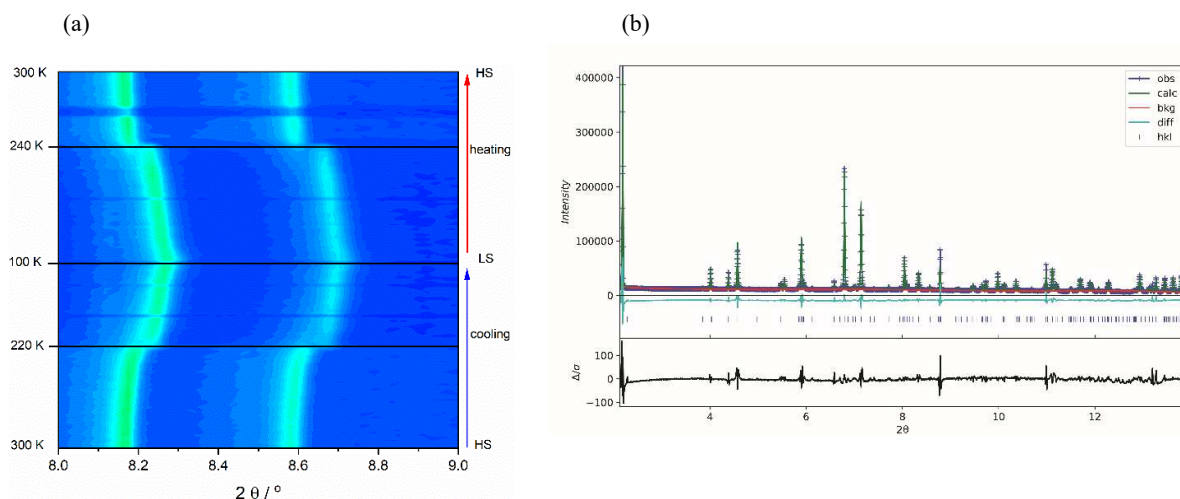 (a)
300 K
240 K
100 K
220 K
300 K
HS
heating
LS
cooling
HS
8.0 8.2 8.4 8.6 8.8 9.0
2 θ / °
(b)
400000
300000
200000
100000
0
Intensity
obs
calc
bkg
diff
hkl
100
0
−100
Δ/σ
4 6 8 10 12
2θ